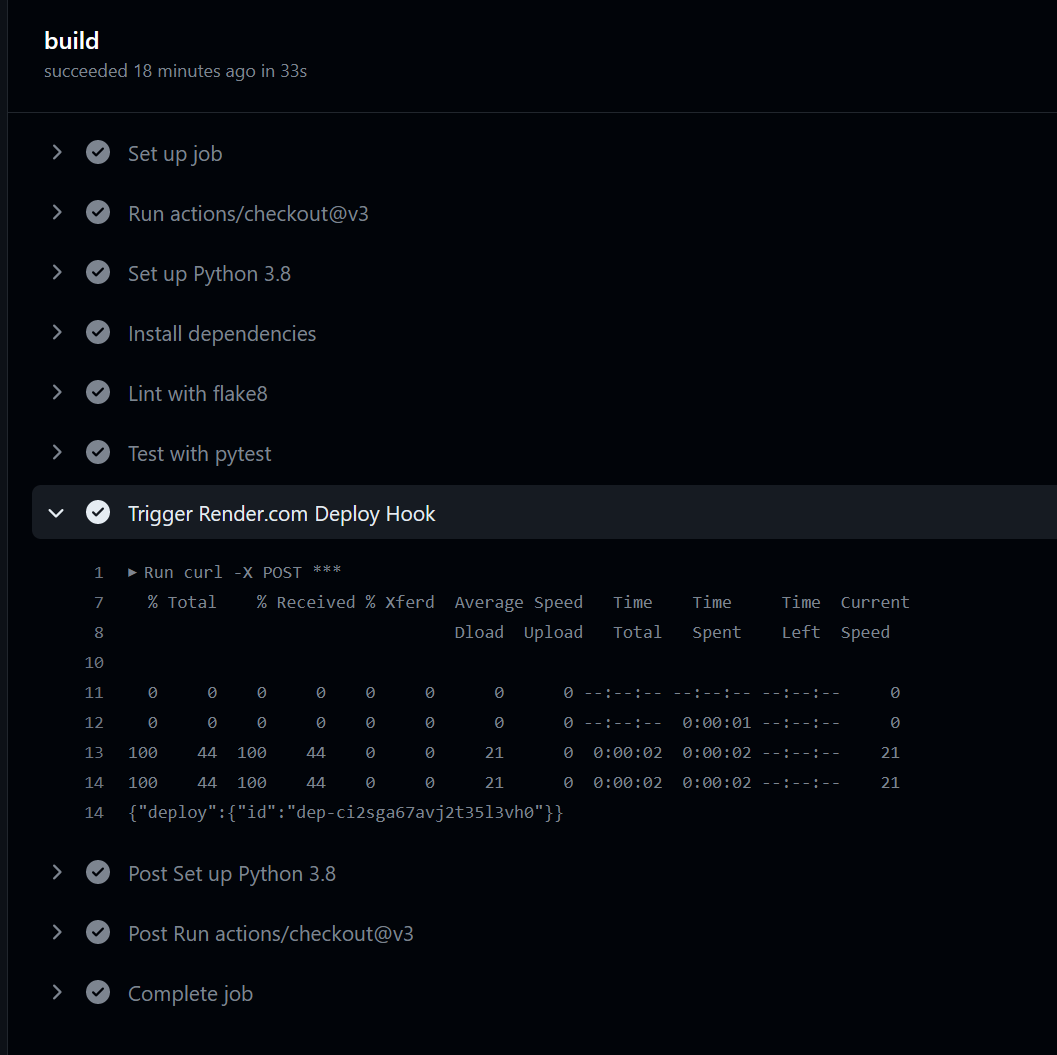 build
succeeded 18 minutes ago in 33s
Set up job
Run actions/checkout@v3
Set up Python 3.8
Install dependencies
Lint with flake8
Test with pytest
Trigger Render.com Deploy Hook
1 ▶ Run curl -X POST ***
7 % Total % Received % Xferd Average Speed Time Time Time Current
8 Dload Upload Total Spent Left Speed
10
11 0 0 0 0 0 0 0 0 --:--:-- --:--:-- --:--:-- 0
12 0 0 0 0 0 0 0 0 --:--:-- 0:00:01 --:--:-- 0
13 100 44 100 44 0 0 21 0 0:00:02 0:00:02 --:--:-- 21
14 100 44 100 44 0 0 21 0 0:00:02 0:00:02 --:--:-- 21
14 {"deploy":{"id":"dep-ci2sga67avj2t35l3vh0"}}
Post Set up Python 3.8
Post Run actions/checkout@v3
Complete job